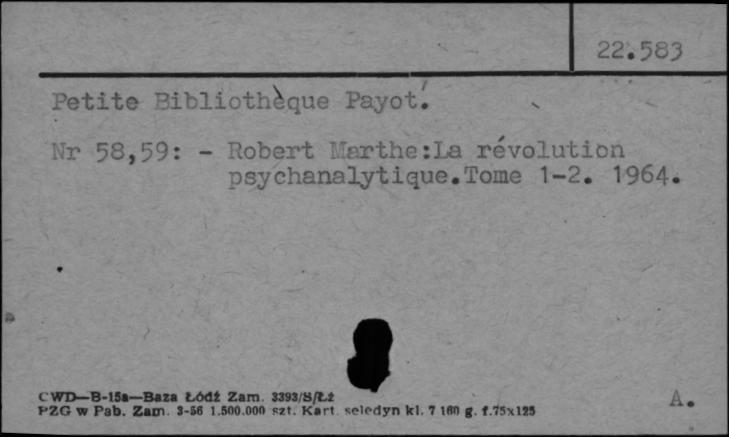 22.583
Petite Bibliothèque Payot.
Nr 58,59: - Robert Marthe:La révolution
psychanalytique.Tome 1-2. 1964.
CWD—B-15a—Baza Łódź Zam. 3393/S/Łż
PZG w Pab. Zam. 3-56 1.500.000 szt. Kart. seledyn kl. 7 160 g. f.75x125
A.